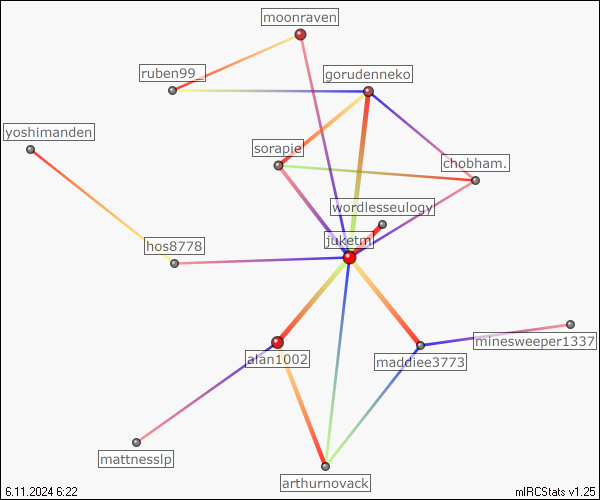 moonraven
ruben99_
gorudenneko
yoshimanden
sorapie
chobham.
wordlesseulogy
juketm
hos8778
minesweeper1337
alan1002
maddiee3773
mattnesslp
arthurnovack
6.11.2024 6:22
mIRCStats v1.25